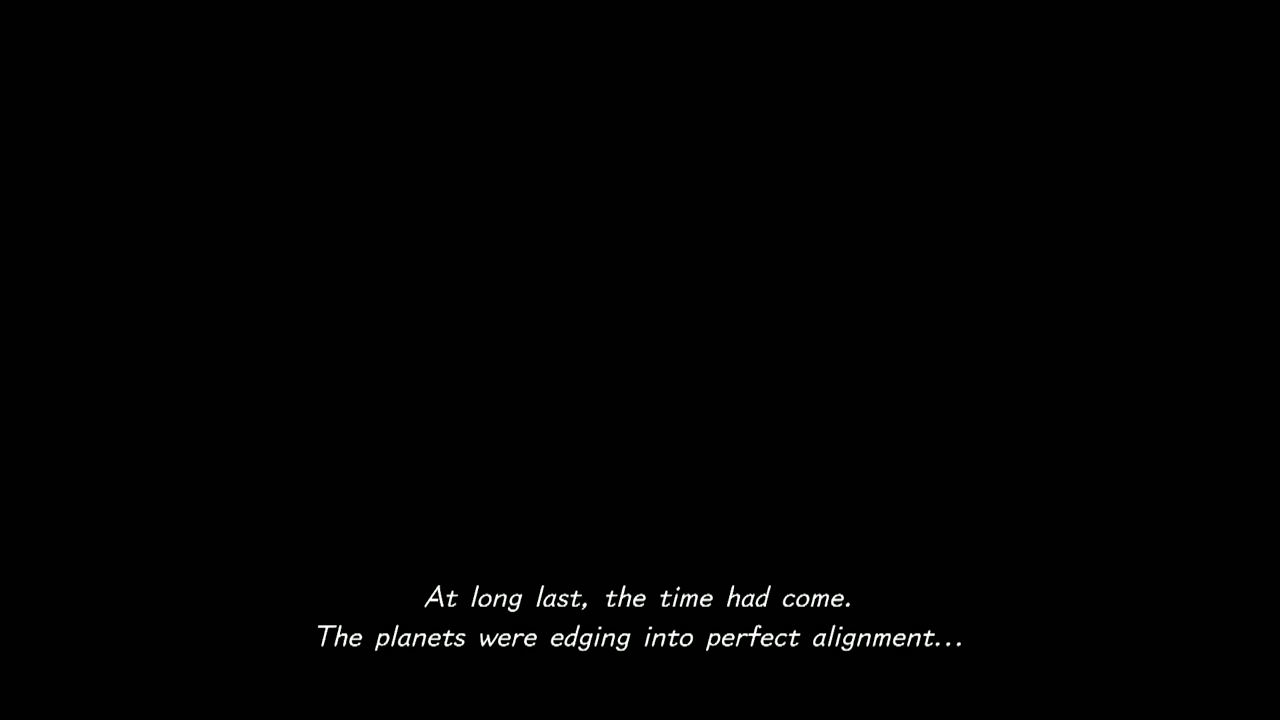 At long last, the time had come.
The planets were edging into perfect alignment...